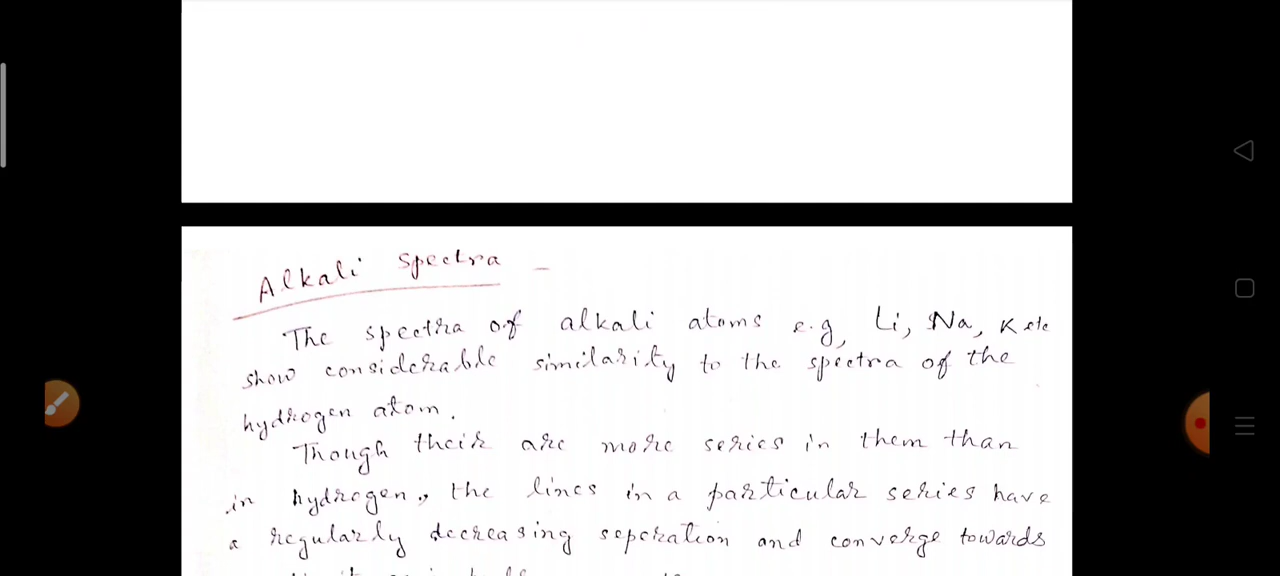 Alkali Spectra -
The spectra of alkali atoms e.g, Li, Na, K etc
show considerable similarity to the spectra of the
hydrogen atom.
Though their are more series in them than
in hydrogen, the lines in a particular series have
a regularly decreasing seperation and converge towards